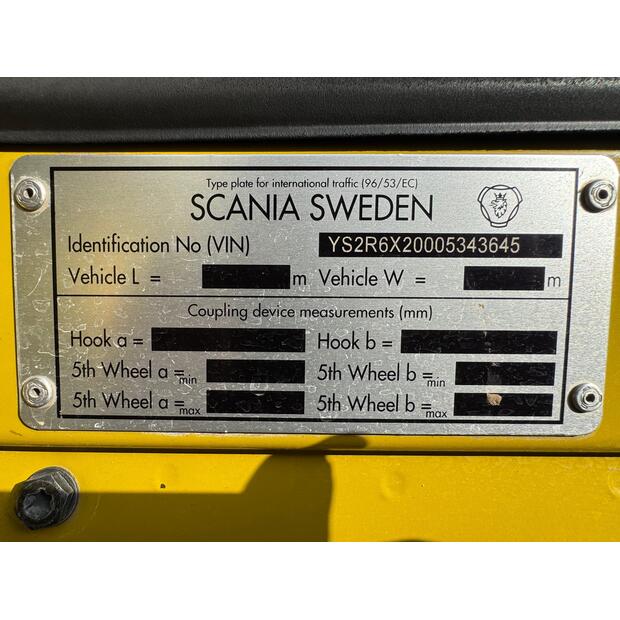 Type plate for international traffic (96/53/EC)
SCANIA SWEDEN
Identification No (VIN) YS2R6X20005343645
Vehicle L = m Vehicle W = m
Coupling device measurements (mm)
Hook a = Hook b =
5th Wheel a = min 5th Wheel b = min
5th Wheel a = max 5th Wheel b = max